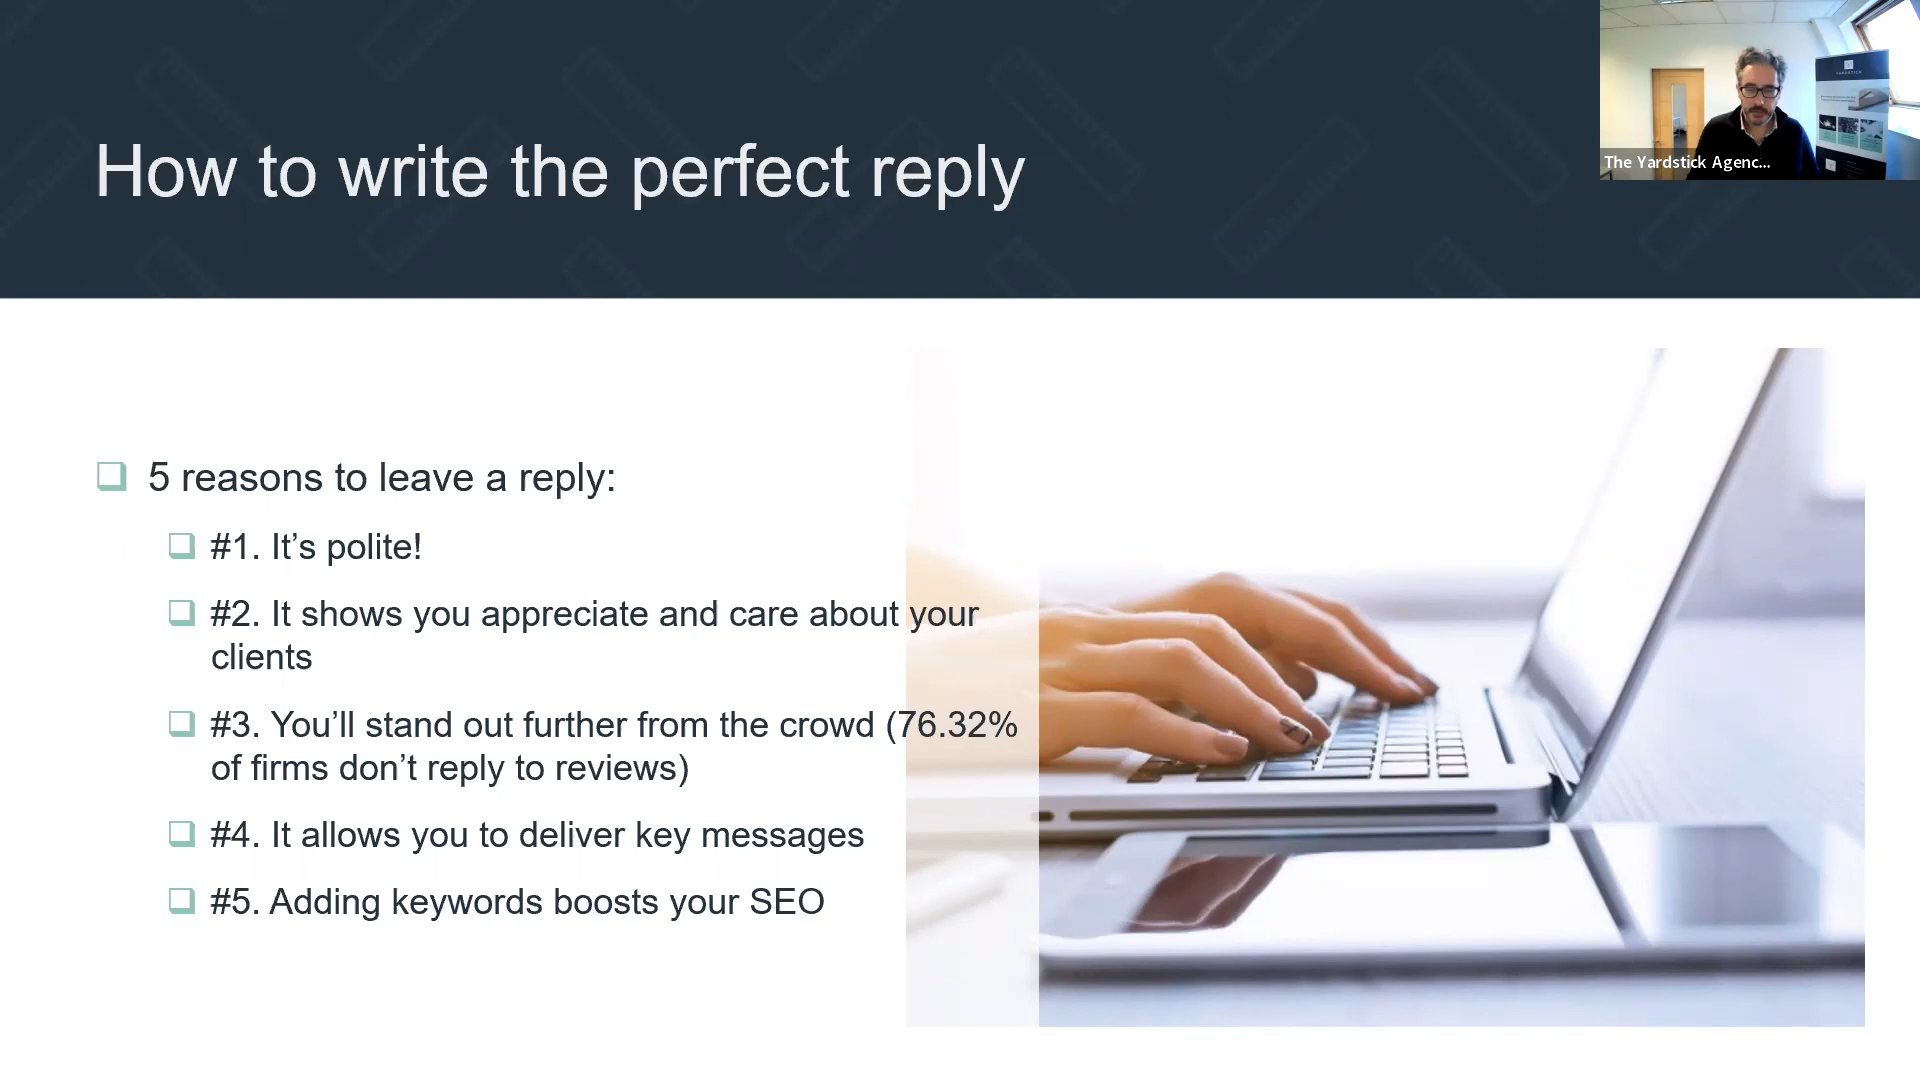 How to write the perfect reply
The Yardstick Agenc...
YARDSTICK
5 reasons to leave a reply:
#1. It’s polite!
#2. It shows you appreciate and care about your
clients
#3. You’ll stand out further from the crowd (76.32%
of firms don’t reply to reviews)
#4. It allows you to deliver key messages
#5. Adding keywords boosts your SEO